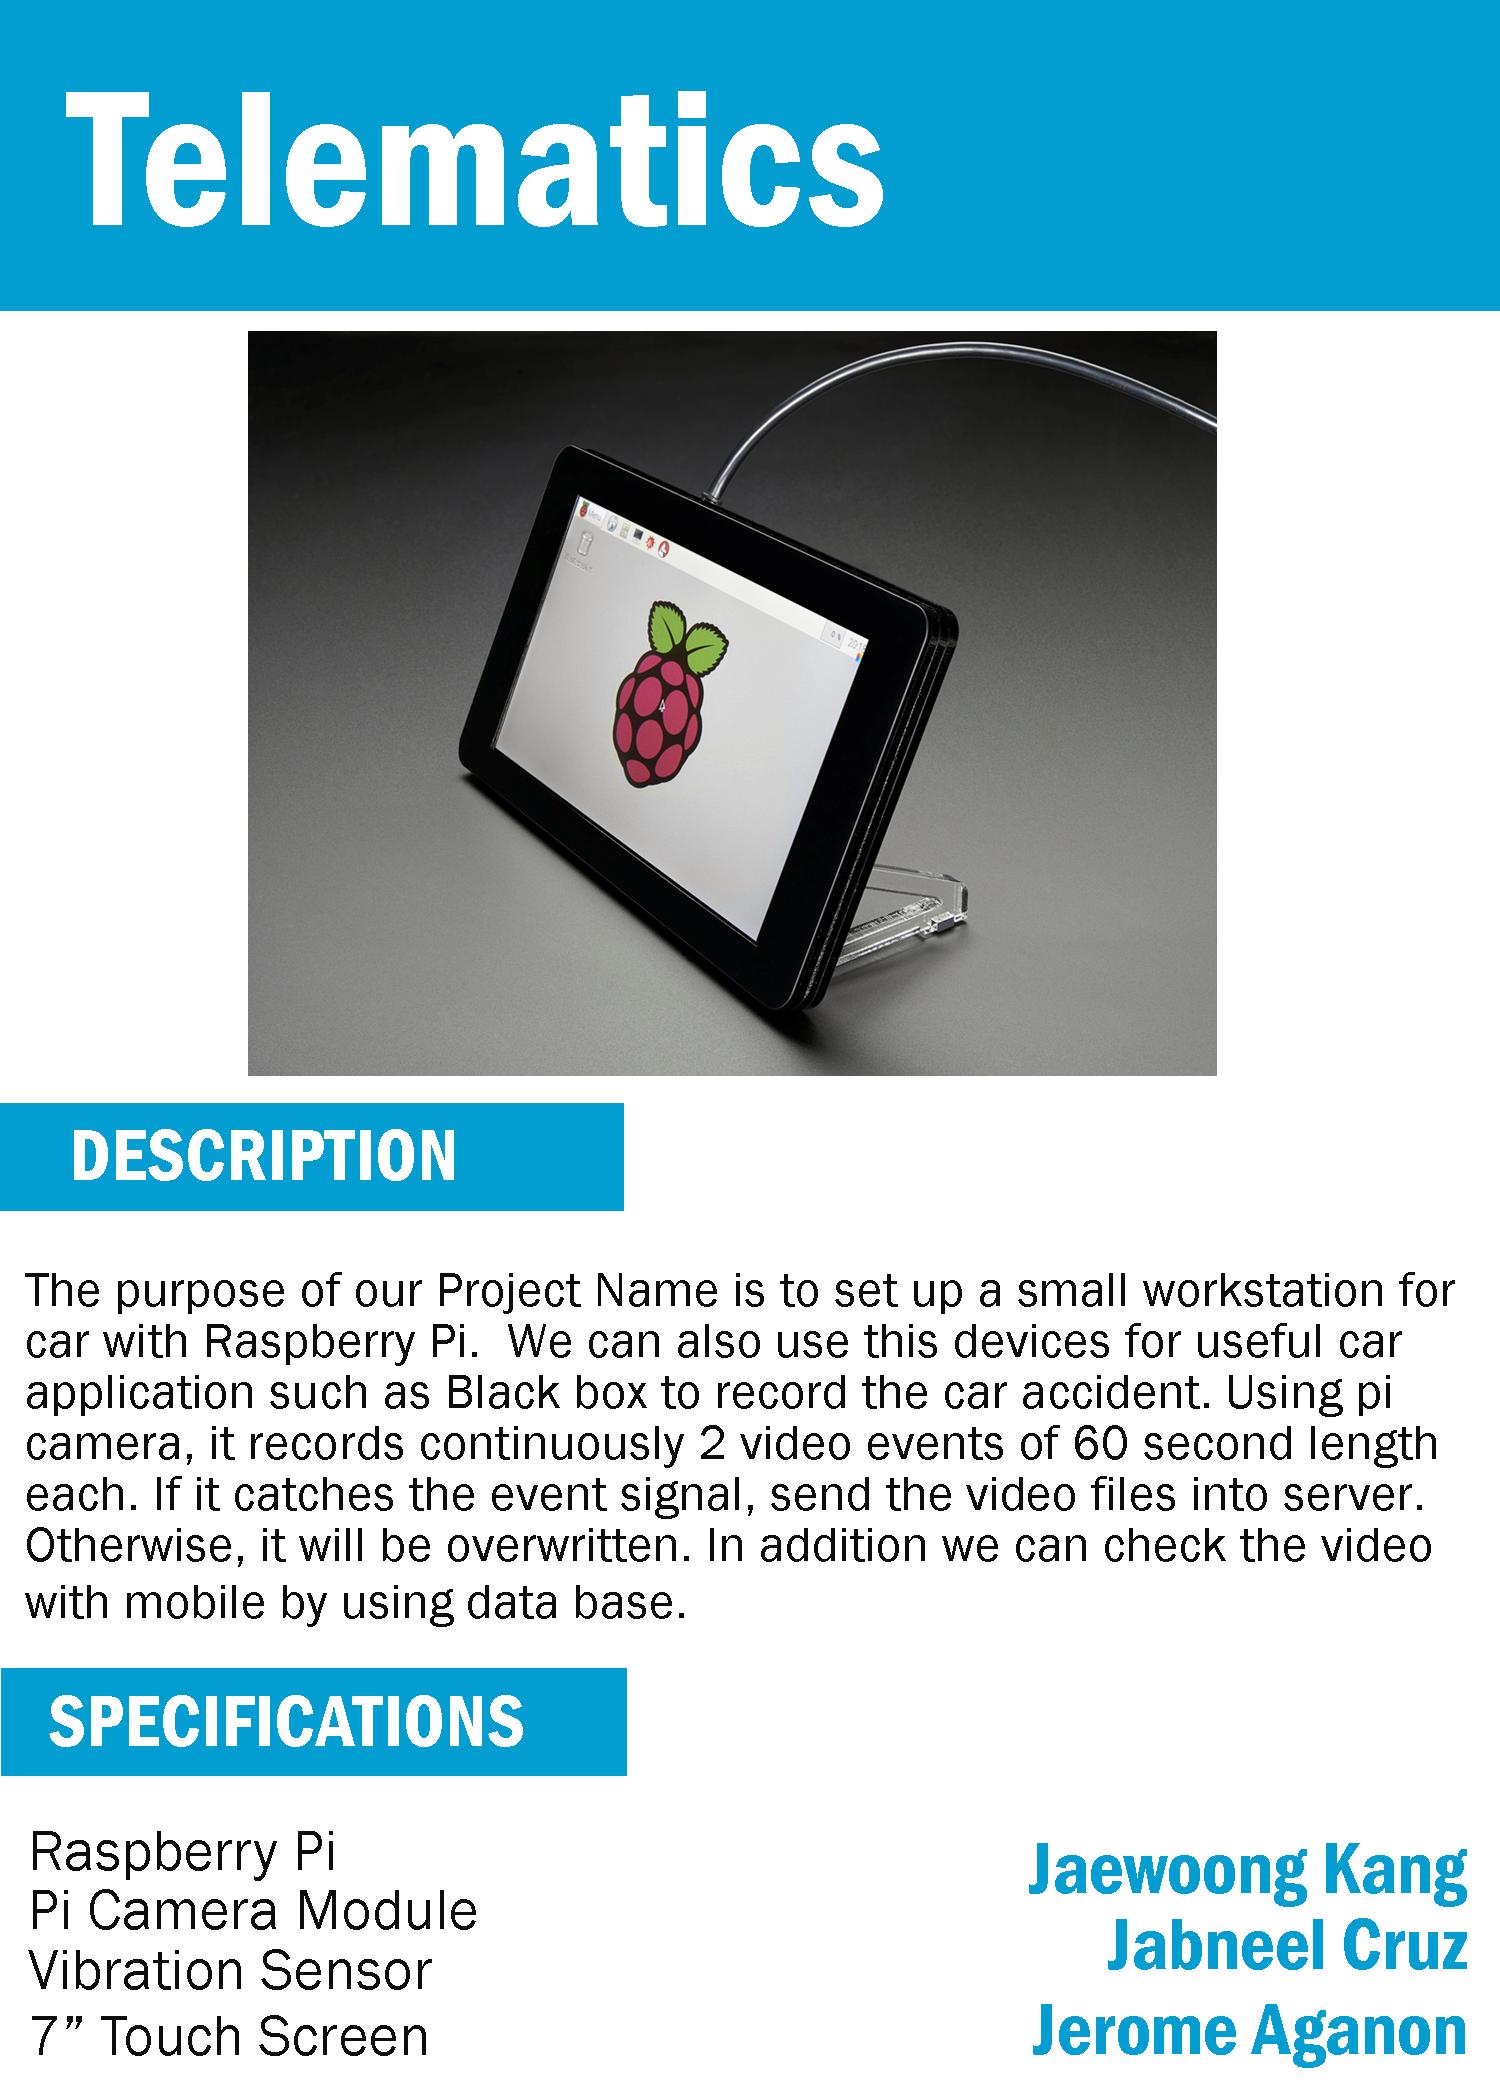 Telematics
Menu
DESCRIPTION
The purpose of our Project Name is to set up a small workstation for
car with Raspberry Pi.  We can also use this devices for useful car
application such as Black box to record the car accident. Using pi
camera, it records continuously 2 video events of 60 second length
each. If it catches the event signal, send the video files into server.
Otherwise, it will be overwritten. In addition we can check the video
with mobile by using data base.
SPECIFICATIONS
Raspberry Pi
Pi Camera Module
Vibration Sensor
7” Touch Screen
Jaewoong Kang
Jabneel Cruz
Jerome Aganon